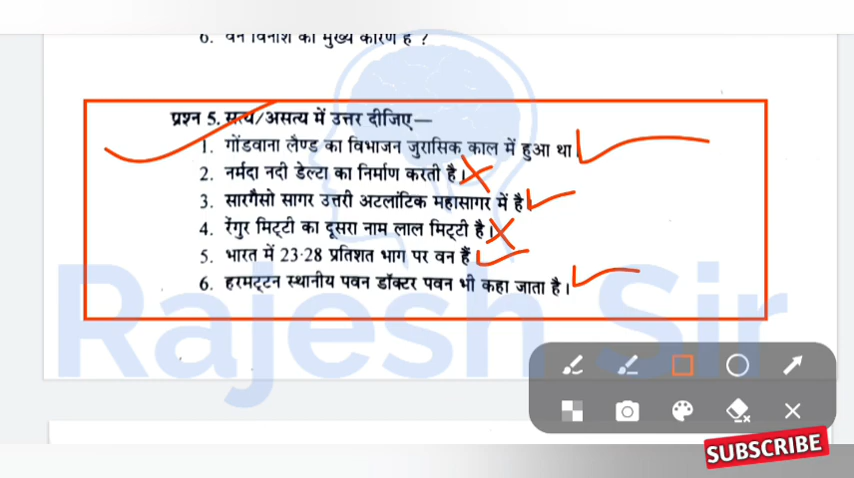 6. वन विनाश का मुख्य कारण है ?
प्रश्न 5. सत्य/असत्य में उत्तर दीजिए—
1. गोंडवाना लैण्ड का विभाजन जुरासिक काल में हुआ था।
2. नर्मदा नदी डेल्टा का निर्माण करती है।
3. सारगैसो सागर उत्तरी अटलांटिक महासागर में है।
4. रेंगुर मिट्टी का दूसरा नाम लाल मिट्टी है।
5. भारत में 23·28 प्रतिशत भाग पर वन हैं
6. हरमट्टन स्थानीय पवन डॉक्टर पवन भी कहा जाता है।
Rajesh Sir
SUBSCRIBE